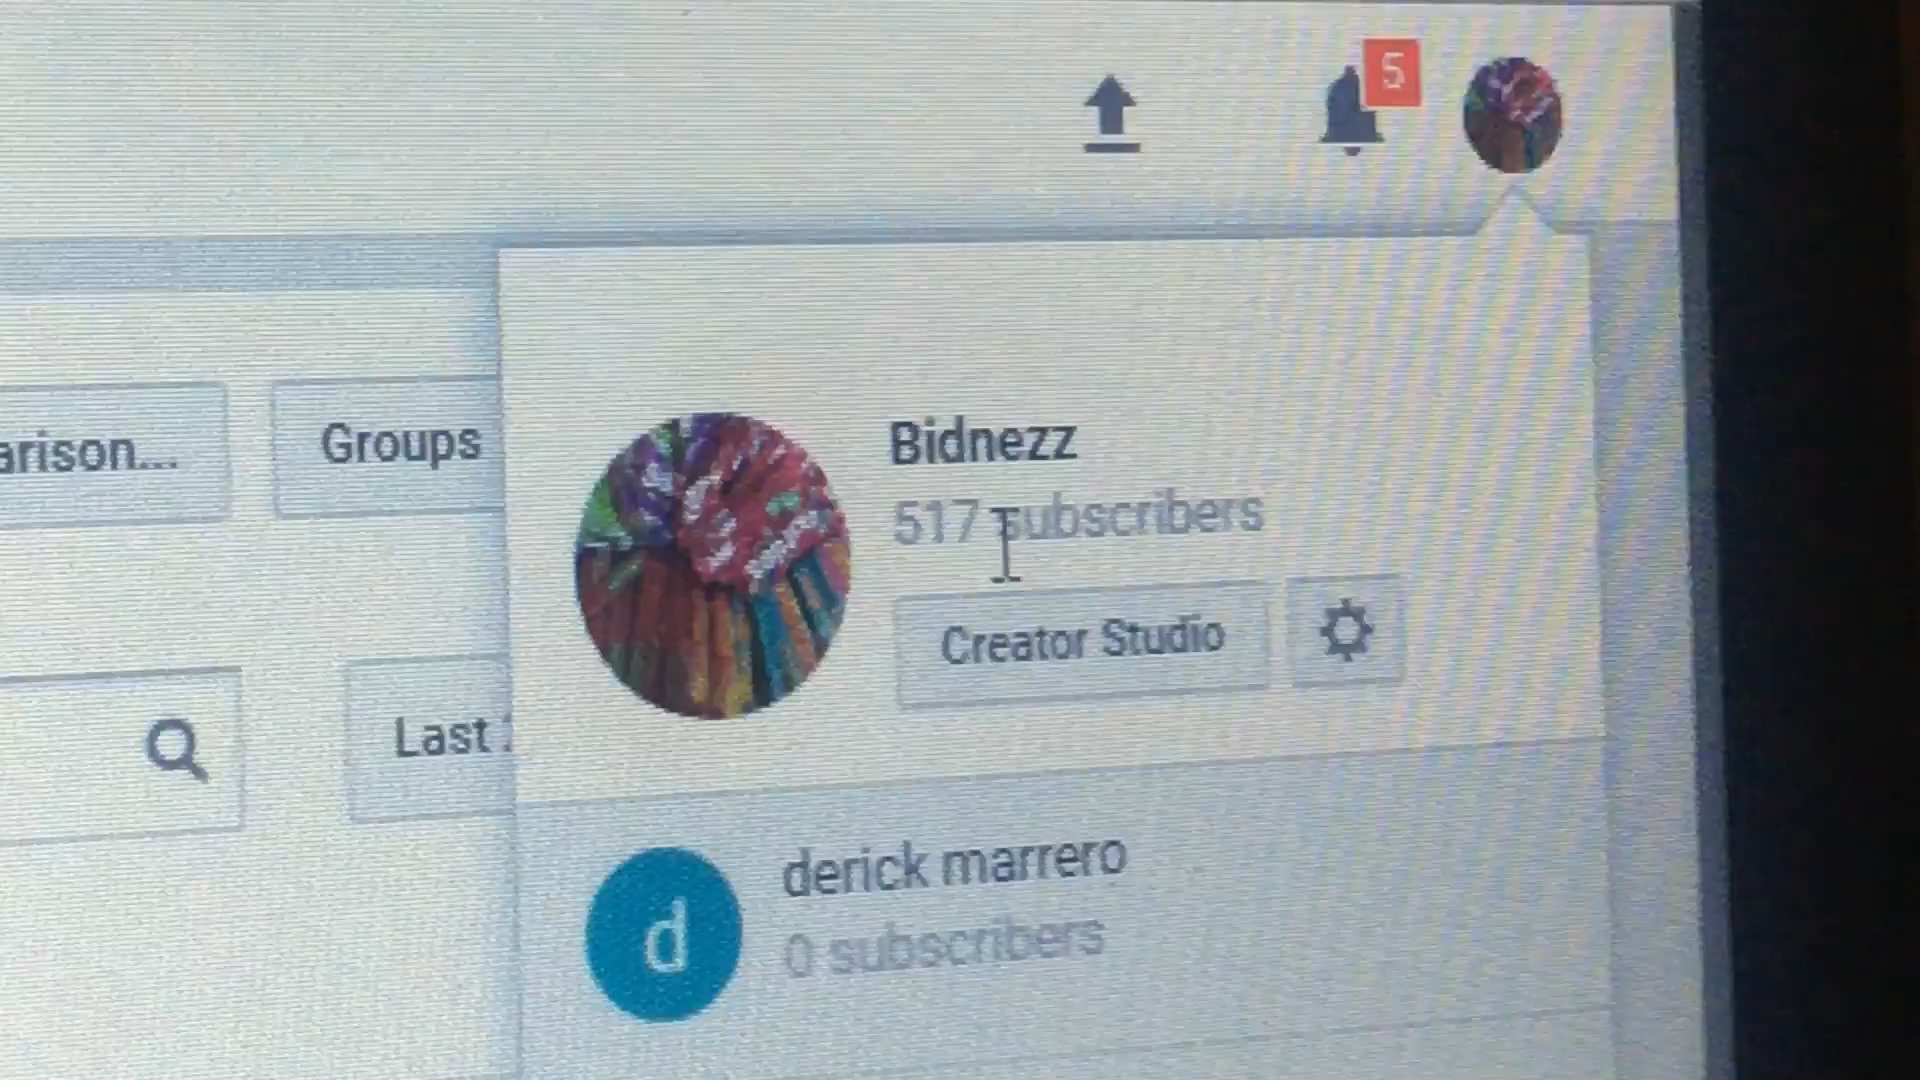 5
arison...
Groups
Bidnezz
517 subscribers
Creator Studio
Last
derick marrero
d
0 subscribers